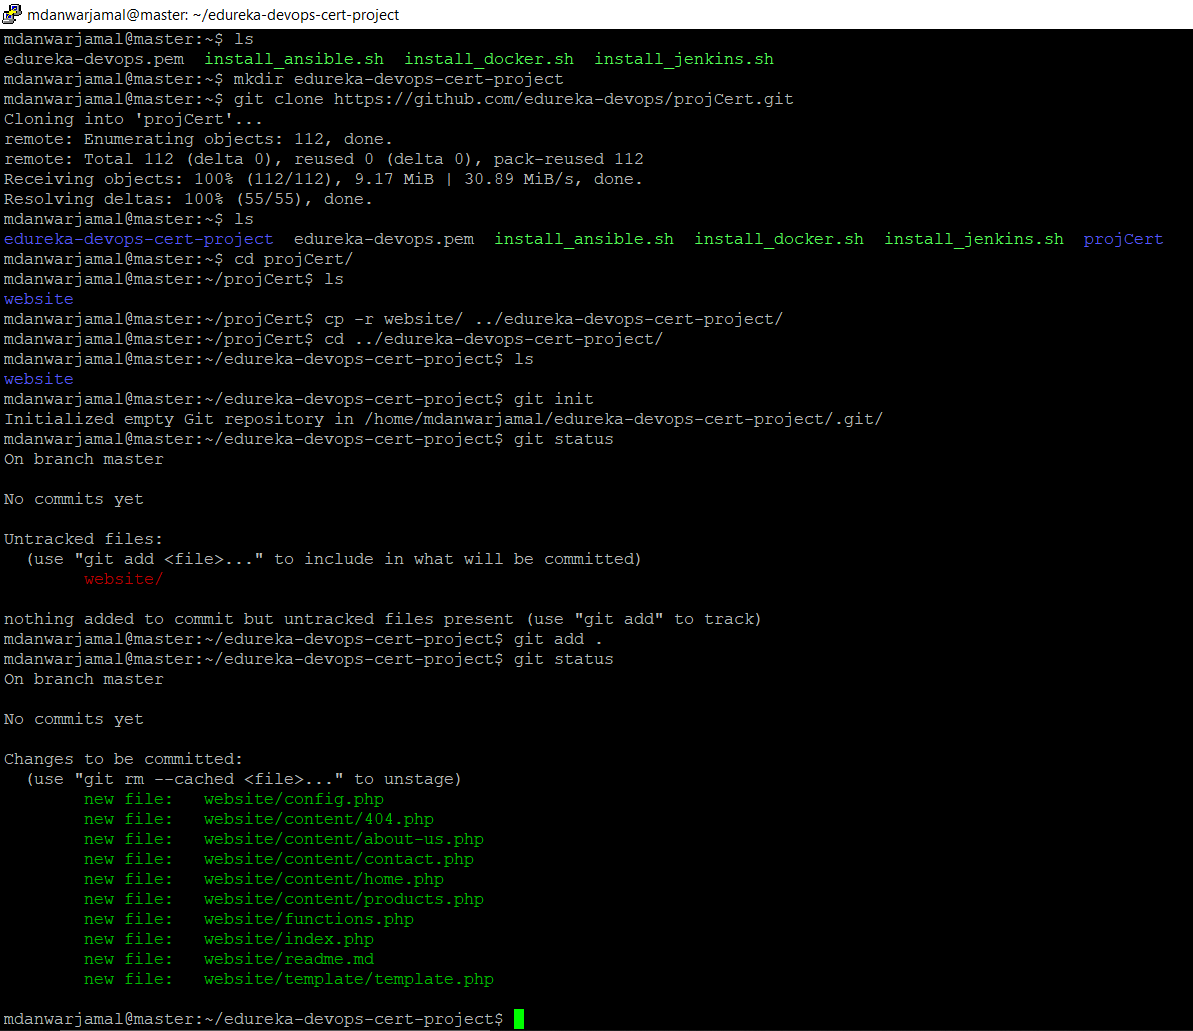 mdanwarjamal@master: ~/edureka-devops-cert-project
mdanwarjamal@master:~$ ls
edureka-devops.pem  install_ansible.sh  install_docker.sh  install_jenkins.sh
mdanwarjamal@master:~$ mkdir edureka-devops-cert-project
mdanwarjamal@master:~$ git clone https://github.com/edureka-devops/projCert.git
Cloning into 'projCert'...
remote: Enumerating objects: 112, done.
remote: Total 112 (delta 0), reused 0 (delta 0), pack-reused 112
Receiving objects: 100% (112/112), 9.17 MiB | 30.89 MiB/s, done.
Resolving deltas: 100% (55/55), done.
mdanwarjamal@master:~$ ls
edureka-devops-cert-project  edureka-devops.pem  install_ansible.sh  install_docker.sh  install_jenkins.sh  projCert
mdanwarjamal@master:~$ cd projCert/
mdanwarjamal@master:~/projCert$ ls
website
mdanwarjamal@master:~/projCert$ cp -r website/ ../edureka-devops-cert-project/
mdanwarjamal@master:~/projCert$ cd ../edureka-devops-cert-project/
mdanwarjamal@master:~/edureka-devops-cert-project$ ls
website
mdanwarjamal@master:~/edureka-devops-cert-project$ git init
Initialized empty Git repository in /home/mdanwarjamal/edureka-devops-cert-project/.git/
mdanwarjamal@master:~/edureka-devops-cert-project$ git status
On branch master

No commits yet

Untracked files:
  (use "git add <file>..." to include in what will be committed)
        website/

nothing added to commit but untracked files present (use "git add" to track)
mdanwarjamal@master:~/edureka-devops-cert-project$ git add .
mdanwarjamal@master:~/edureka-devops-cert-project$ git status
On branch master

No commits yet

Changes to be committed:
  (use "git rm --cached <file>..." to unstage)
        new file:   website/config.php
        new file:   website/content/404.php
        new file:   website/content/about-us.php
        new file:   website/content/contact.php
        new file:   website/content/home.php
        new file:   website/content/products.php
        new file:   website/functions.php
        new file:   website/index.php
        new file:   website/readme.md
        new file:   website/template/template.php

mdanwarjamal@master:~/edureka-devops-cert-project$